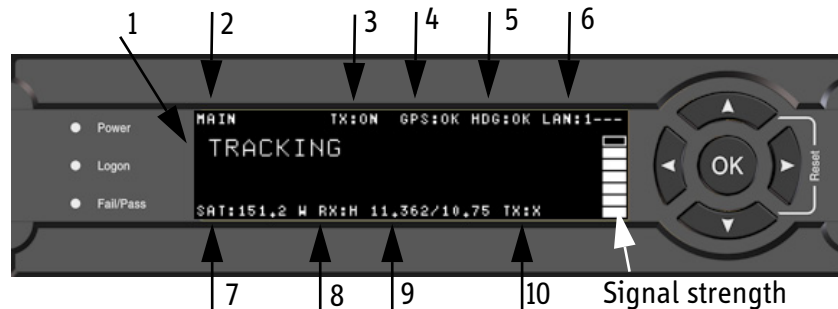 1 2 3 4 5 6
MAIN TX:ON GPS:OK HDG:OK LAN:1---
Power
TRACKING
OK
Reset
Logon
Fail/Pass
SAT:151.2 W RX:H 11.362/10.75 TX:X
7 8 9 10 Signal strength